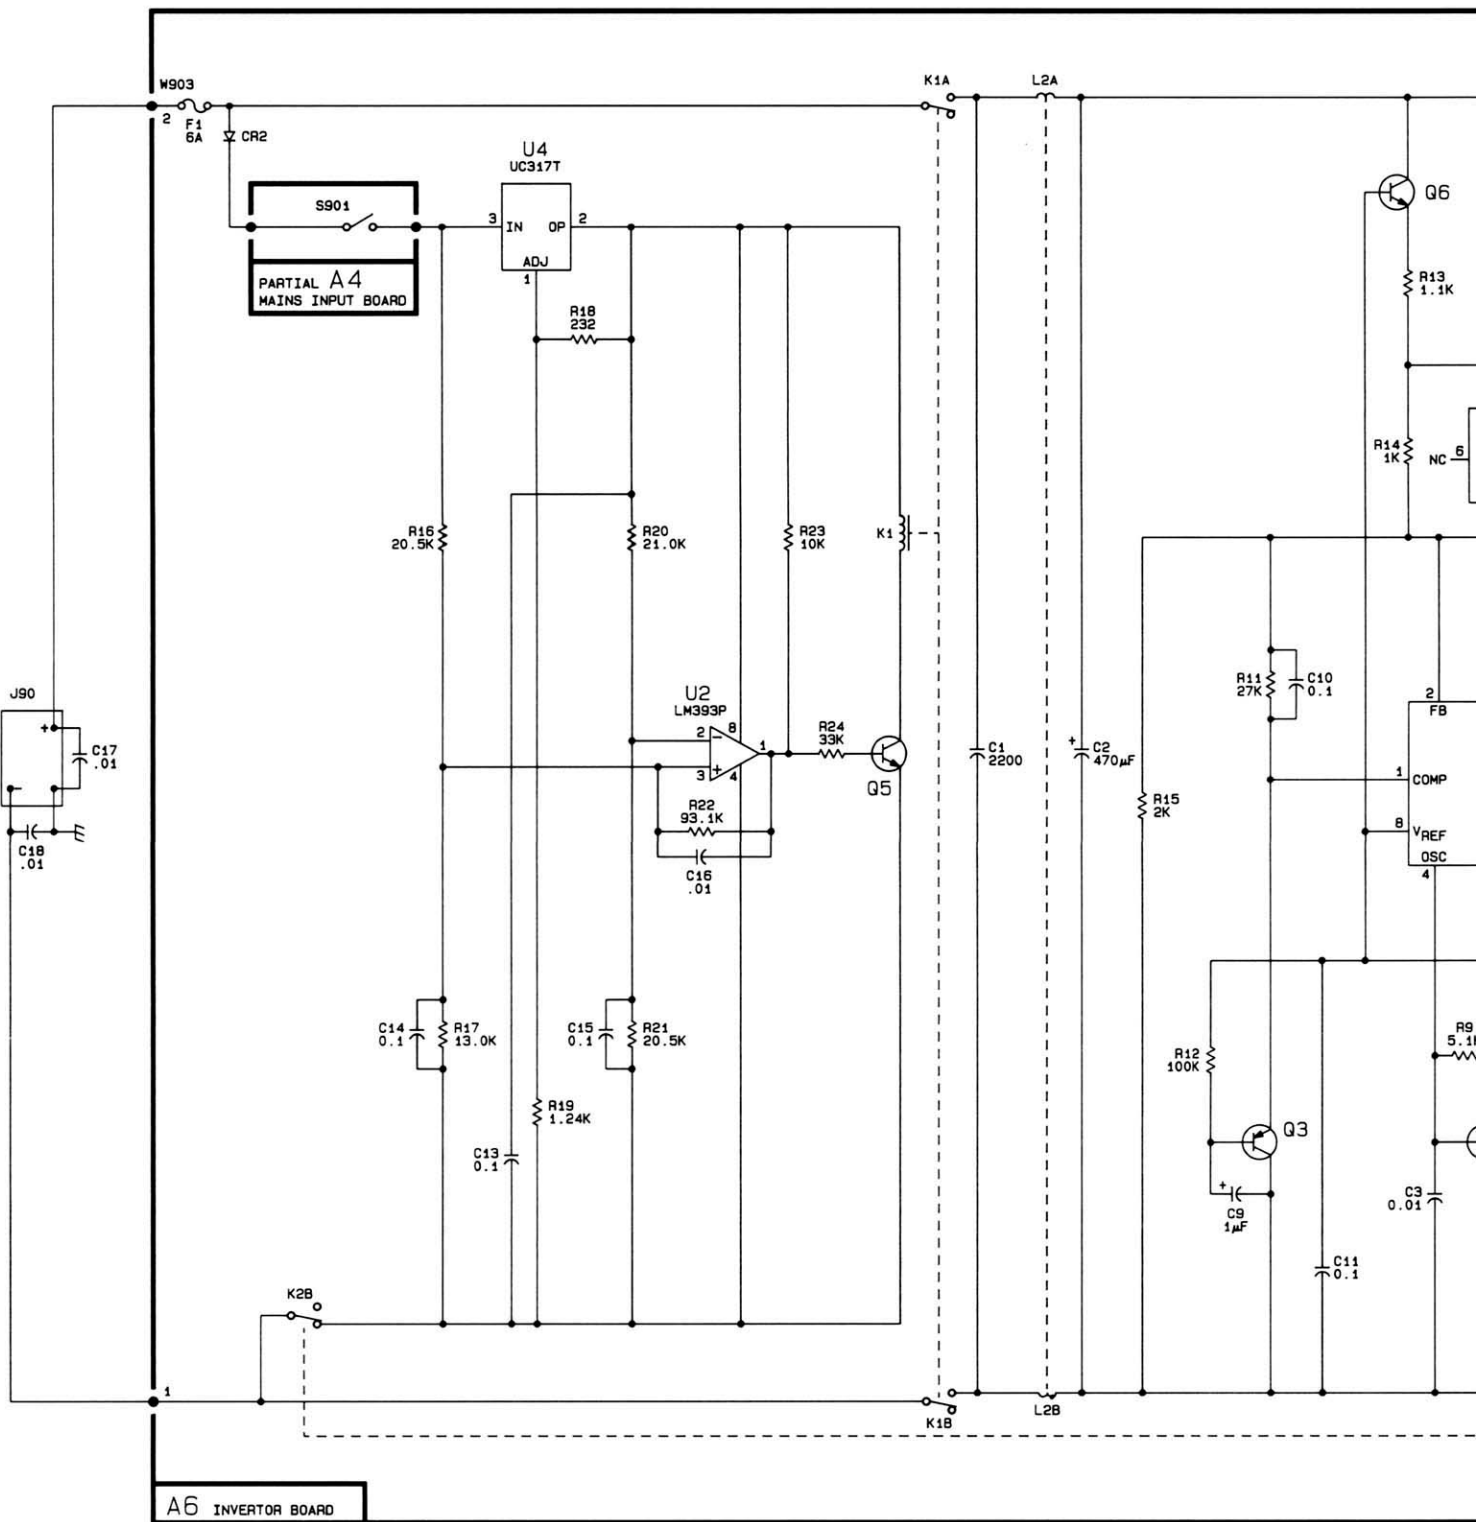 W903
2
F1
6A
CR2
K1A
L2A
U4
UC317T
S901
3
IN
OP
2
ADJ
1
PARTIAL A4
MAINS INPUT BOARD
Q6
R13
1.1K
R18
232
R14
1K
NC
6
R16
20.5K
R20
21.0K
R23
10K
K1
J90
+
-
C17
.01
C18
.01
U2
LM393P
2
-
8
1
3
+
4
R24
33K
Q5
R22
93.1K
C16
.01
C1
2200
+
C2
470µF
R15
2K
R11
27K
C10
0.1
2
FB
1
COMP
8
VREF
OSC
4
C14
0.1
R17
13.0K
C15
0.1
R21
20.5K
R19
1.24K
C13
0.1
R12
100K
R9
5.1K
Q3
+
C9
1µF
C3
0.01
C11
0.1
K2B
1
K1B
L2B
A6 INVERTOR BOARD